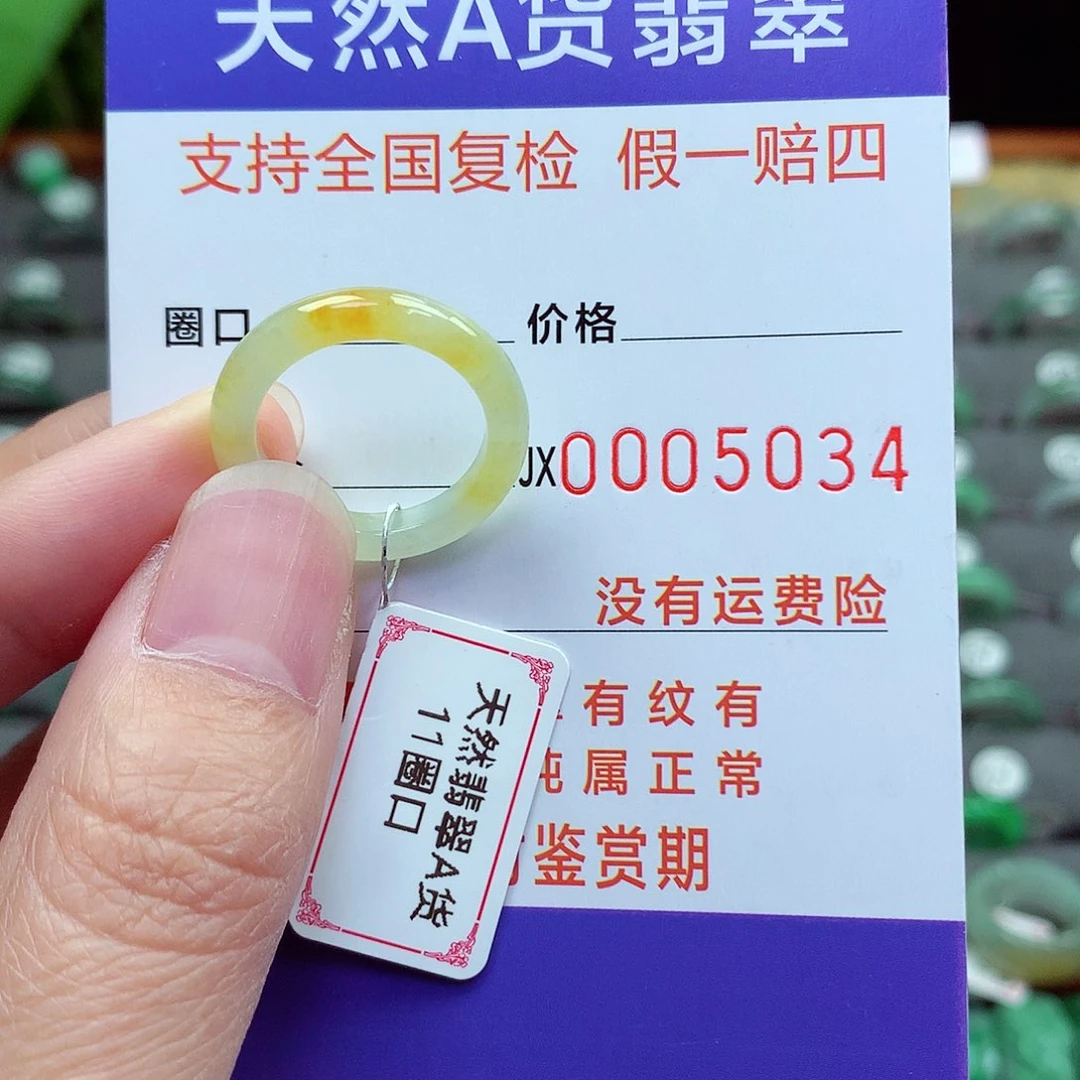 天然A货翡翠
支持全国复检 假一赔四
圈口 价格
JX0005034
没有运费险
有纹有
纯属正常
鉴赏期
天然翡翠A货
11圈口